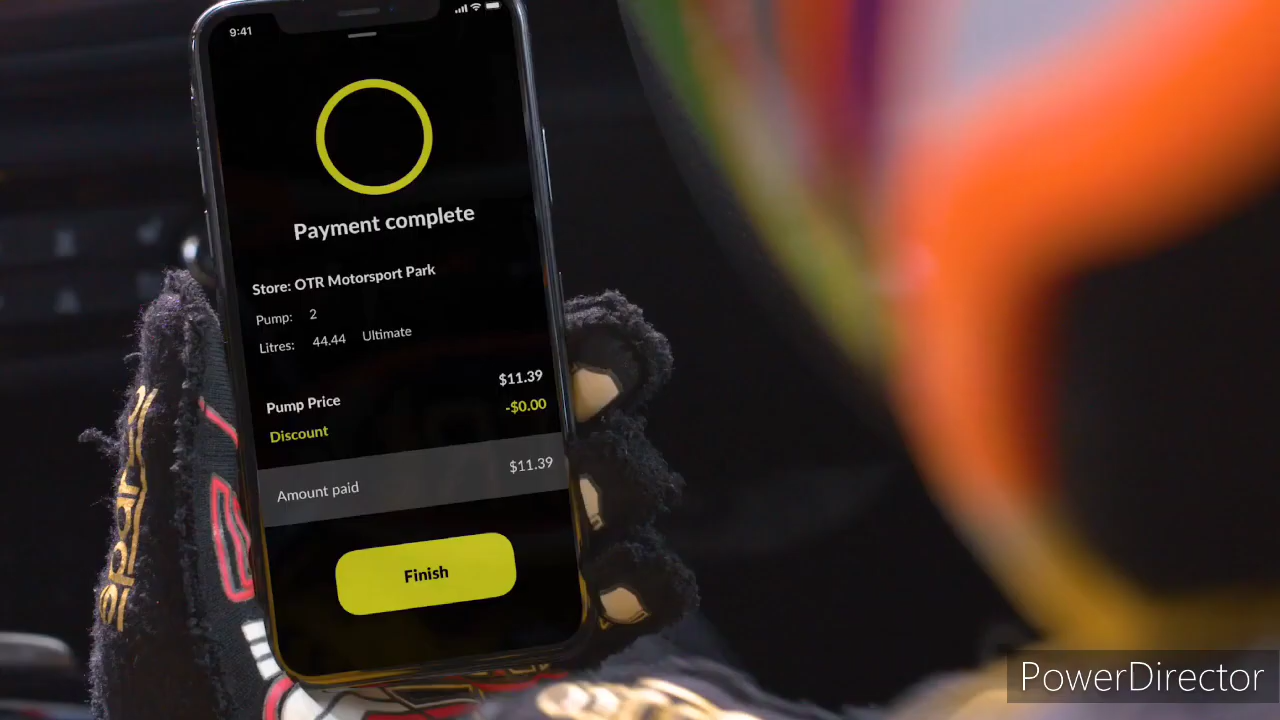 9:41
Payment complete
Store: OTR Motorsport Park
Pump: 2
Litres: 44.44 Ultimate
Pump Price $11.39
Discount -$0.00
Amount paid $11.39
Finish
PowerDirector